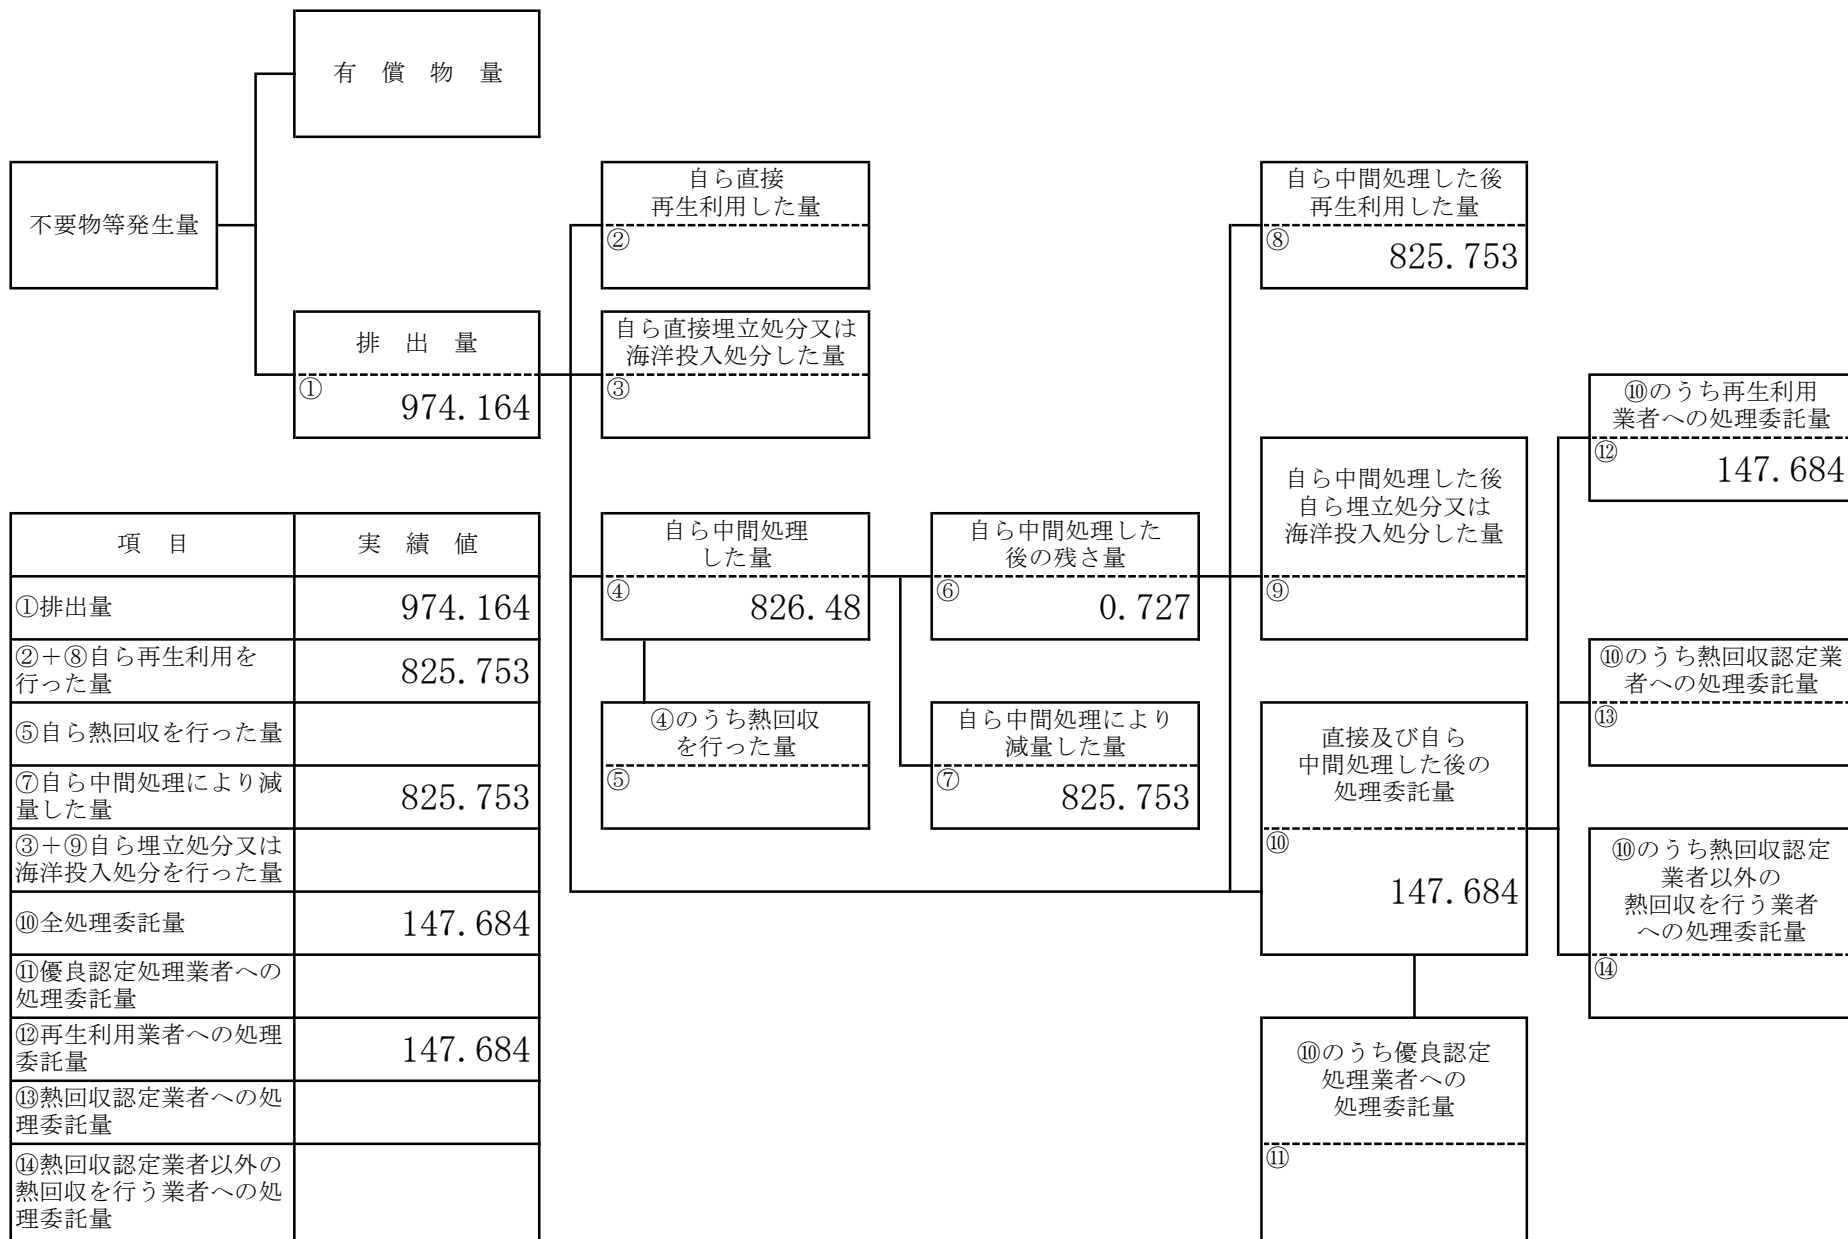 有　償　物　量
不要物等発生量
排　出　量
①
974.164
自ら直接
再生利用した量
②
自ら直接埋立処分又は
海洋投入処分した量
③
自ら中間処理
した量
④
826.48
④のうち熱回収
を行った量
⑤
自ら中間処理した
後の残さ量
⑥
0.727
自ら中間処理により
減量した量
⑦
825.753
自ら中間処理した後
再生利用した量
⑧
825.753
自ら中間処理した後
自ら埋立処分又は
海洋投入処分した量
⑨
直接及び自ら
中間処理した後の
処理委託量
⑩
147.684
⑩のうち優良認定
処理業者への
処理委託量
⑪
⑩のうち再生利用
業者への処理委託量
⑫
147.684
⑩のうち熱回収認定業
者への処理委託量
⑬
⑩のうち熱回収認定
業者以外の
熱回収を行う業者
への処理委託量
⑭
項　目　実　績　値
①排出量　974.164
②＋⑧自ら再生利用を
行った量　825.753
⑤自ら熱回収を行った量
⑦自ら中間処理により減
量した量　825.753
③＋⑨自ら埋立処分又は
海洋投入処分を行った量
⑩全処理委託量　147.684
⑪優良認定処理業者への
処理委託量
⑫再生利用業者への処理
委託量　147.684
⑬熱回収認定業者への処
理委託量
⑭熱回収認定業者以外の
熱回収を行う業者への処
理委託量